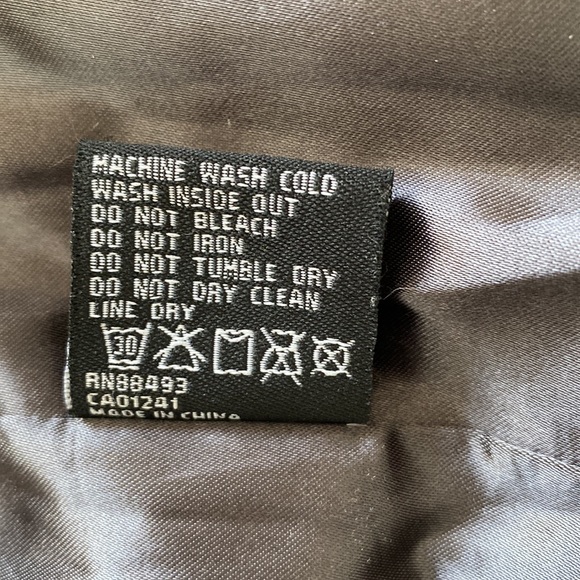 MACHINE WASH COLD
WASH INSIDE OUT
DO NOT BLEACH
DO NOT IRON
DO NOT TUMBLE DRY
DO NOT DRY CLEAN
LINE DRY
30
RN88493
CA01241
MADE IN CHINA